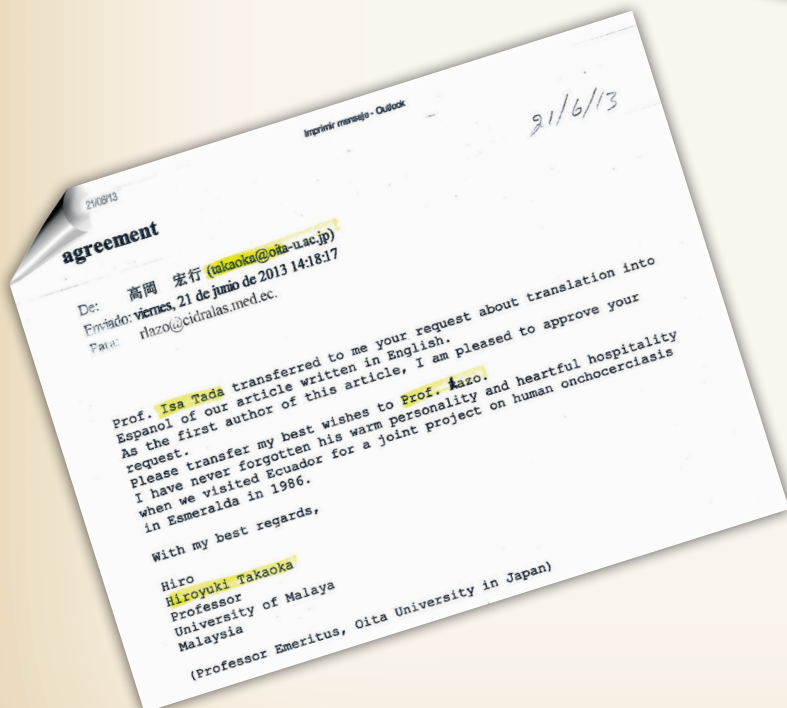 Imprimir mensaje - Outlook
21/6/13
21/06/13
agreement
De: 高岡 宏行 (takaoka@oita-u.ac.jp)
Enviado: viernes, 21 de junio de 2013 14:18:17
Para: rlazo@cidralas.med.ec.
Prof. Isa Tada transferred to me your request about translation into
Espanol of our article written in English.
As the first author of this article, I am pleased to approve your
request.
Please transfer my best wishes to Prof. Lazo.
I have never forgotten his warm personality and heartful hospitality
when we visited Ecuador for a joint project on human onchocerciasis
in Esmeralda in 1986.
With my best regards,
Hiro
Hiroyuki Takaoka
Professor
University of Malaya
Malaysia
(Professor Emeritus, Oita University in Japan)